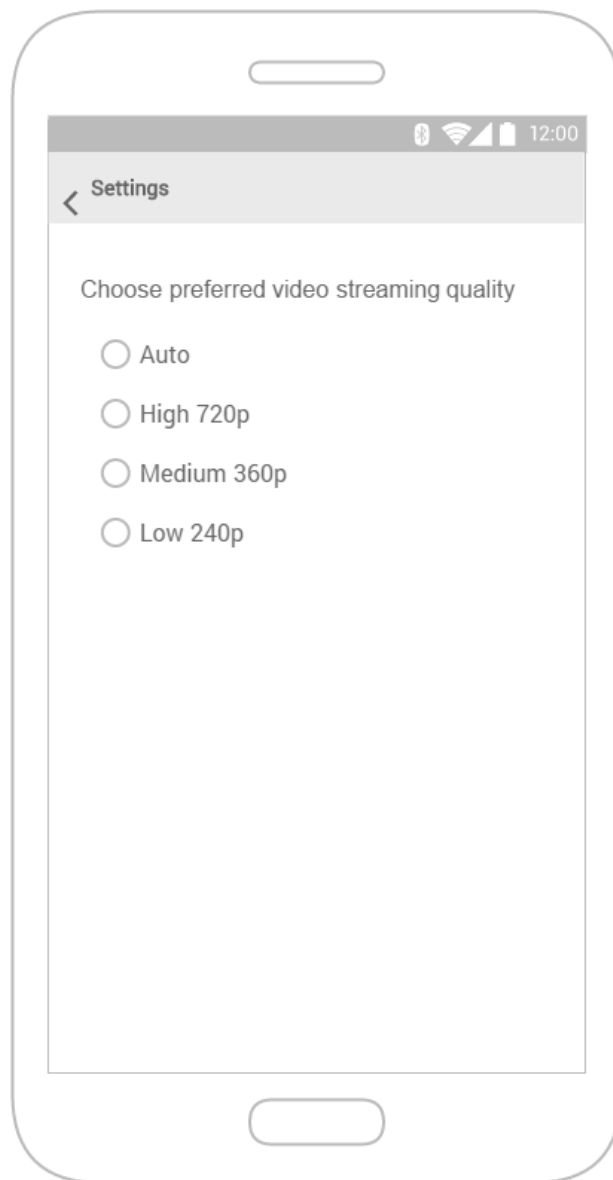 12:00
Settings
Choose preferred video streaming quality
Auto
High 720p
Medium 360p
Low 240p